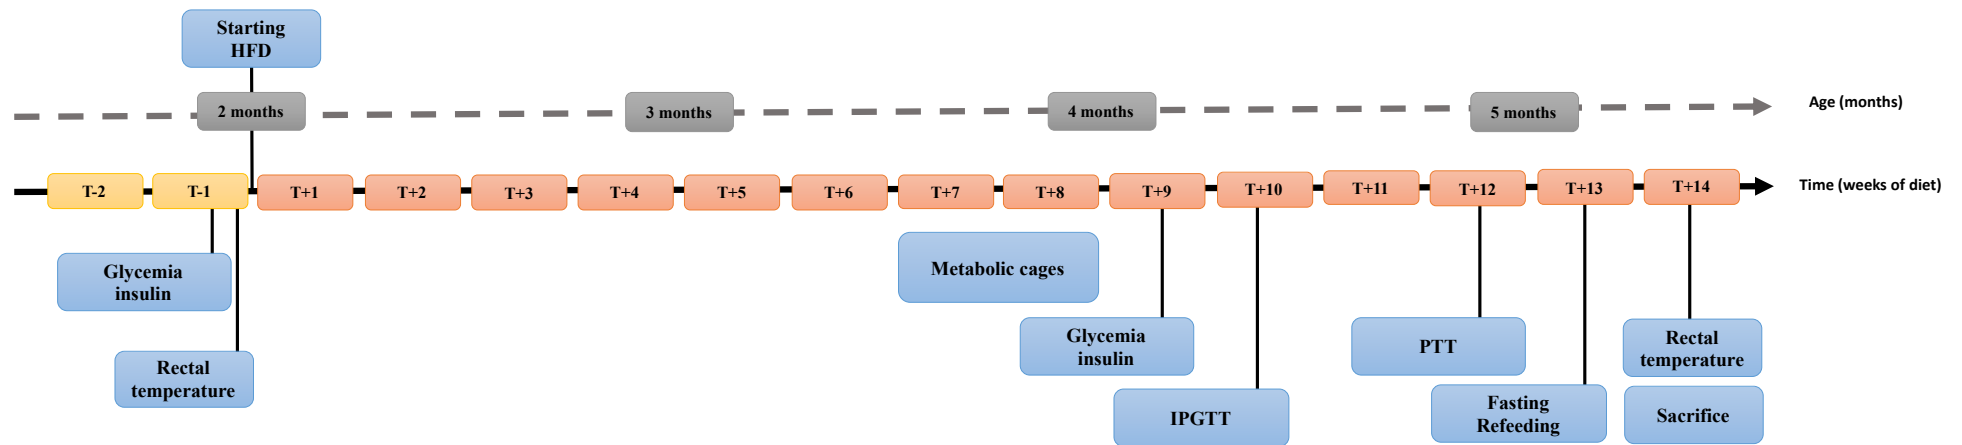 Starting
HFD
2 months
3 months
4 months
5 months
Age (months)
T-2
T-1
T+1
T+2
T+3
T+4
T+5
T+6
T+7
T+8
T+9
T+10
T+11
T+12
T+13
T+14
Time (weeks of diet)
Glycemia
insulin
Rectal
temperature
Metabolic cages
Glycemia
insulin
IPGTT
PTT
Fasting
Refeeding
Rectal
temperature
Sacrifice